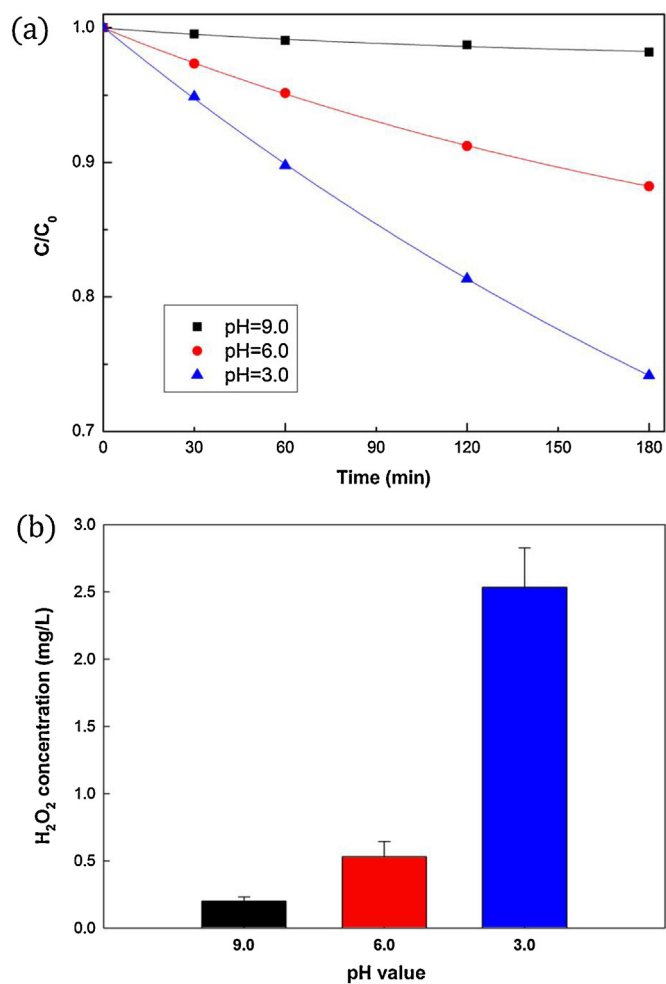 (a)
1.0
0.9
0.8
0.7
C/C₀
pH=9.0
pH=6.0
pH=3.0
0 30 60 90 120 150 180
Time (min)
(b)
3.0
2.5
2.0
1.5
1.0
0.5
0.0
H₂O₂ concentration (mg/L)
9.0 6.0 3.0
pH value